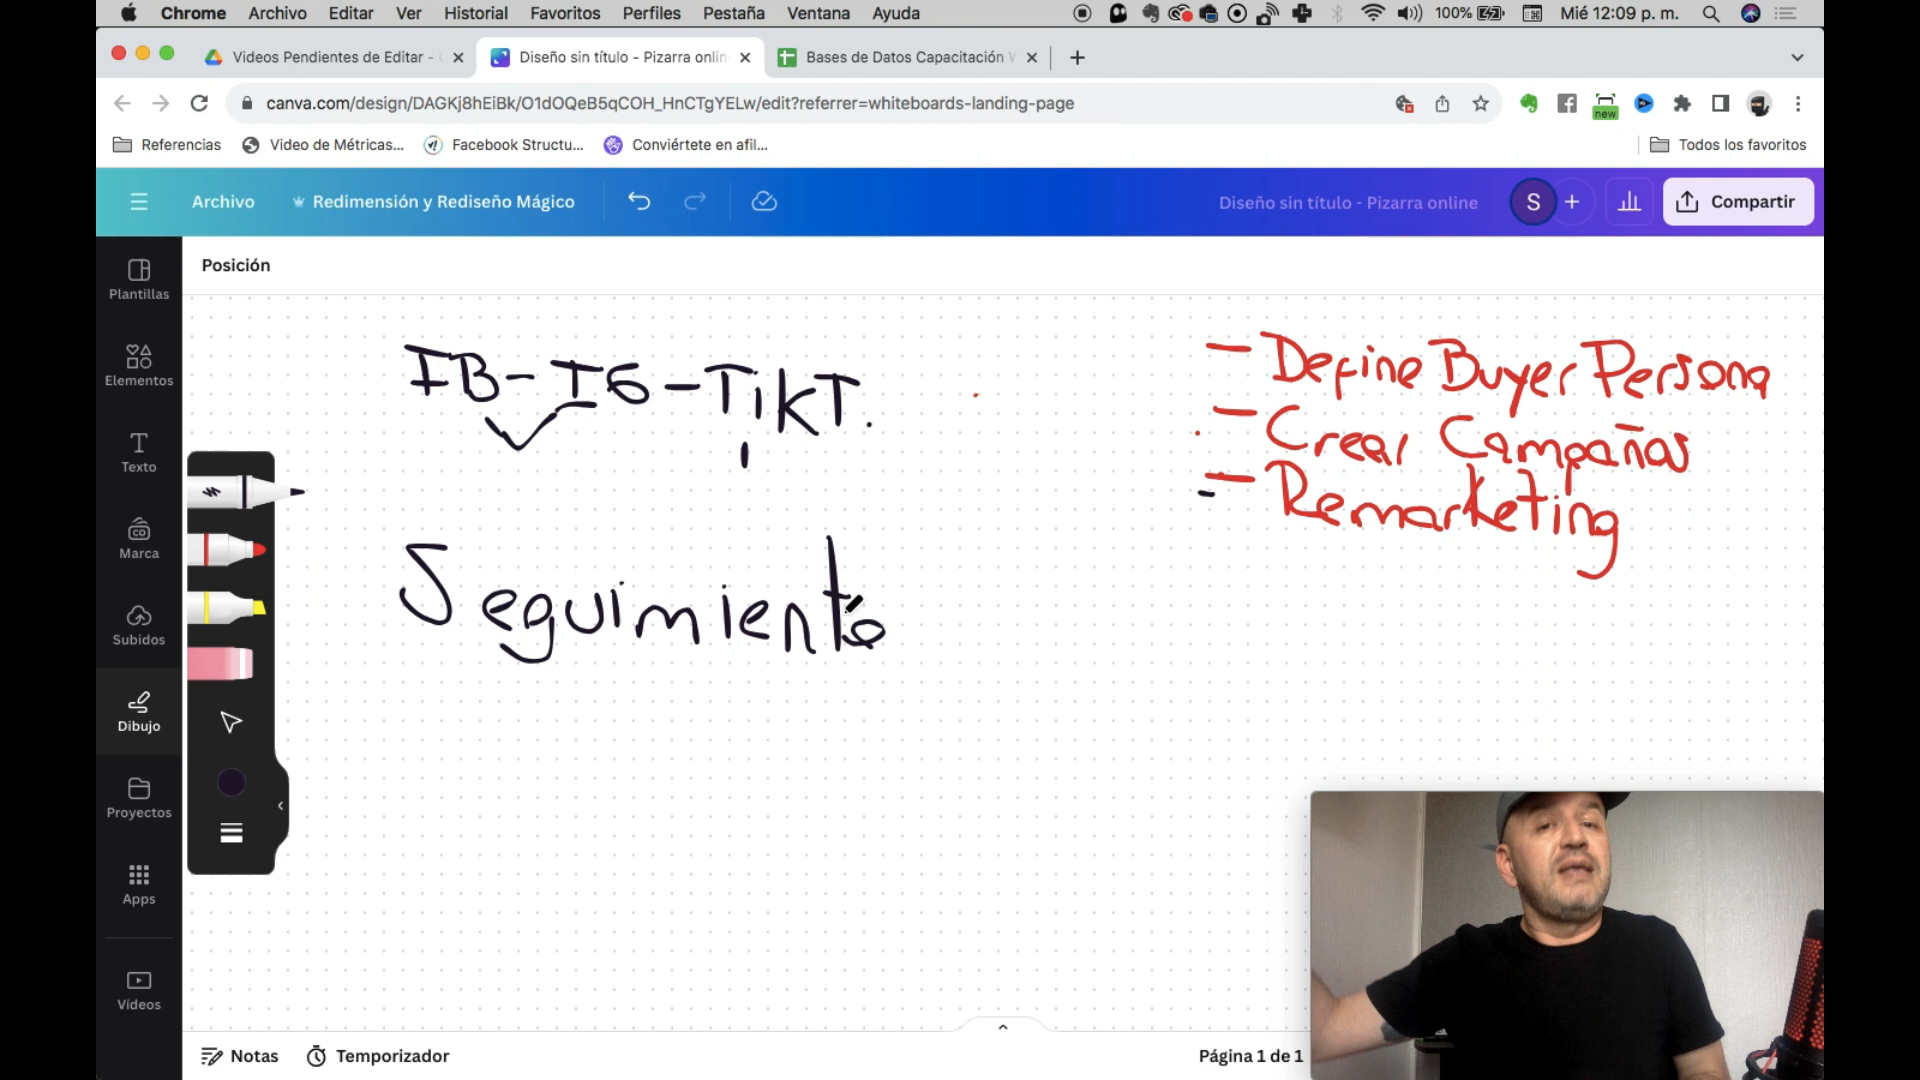 Chrome Archivo Editar Ver Historial Favoritos Perfiles Pestaña Ventana Ayuda 100% Mié 12:09 p. m.
Videos Pendientes de Editar - Diseño sin título - Pizarra onlin Bases de Datos Capacitación
canva.com/design/DAGKj8hEiBk/O1dOQeB5qCOH_HnCTgYELw/edit?referrer=whiteboards-landing-page new
Referencias Video de Métricas... Facebook Structu... Conviértete en afil... Todos los favoritos
Archivo Redimensión y Rediseño Mágico Diseño sin título - Pizarra online S + Compartir
Posición
Plantillas
Elementos
Texto
Marca
Subidos
Dibujo
Proyectos
Apps
Vídeos
FB - IG - TikT.
Seguimiento
- Define Buyer Persona
- Crear Campañas
- Remarketing
Notas Temporizador Página 1 de 1